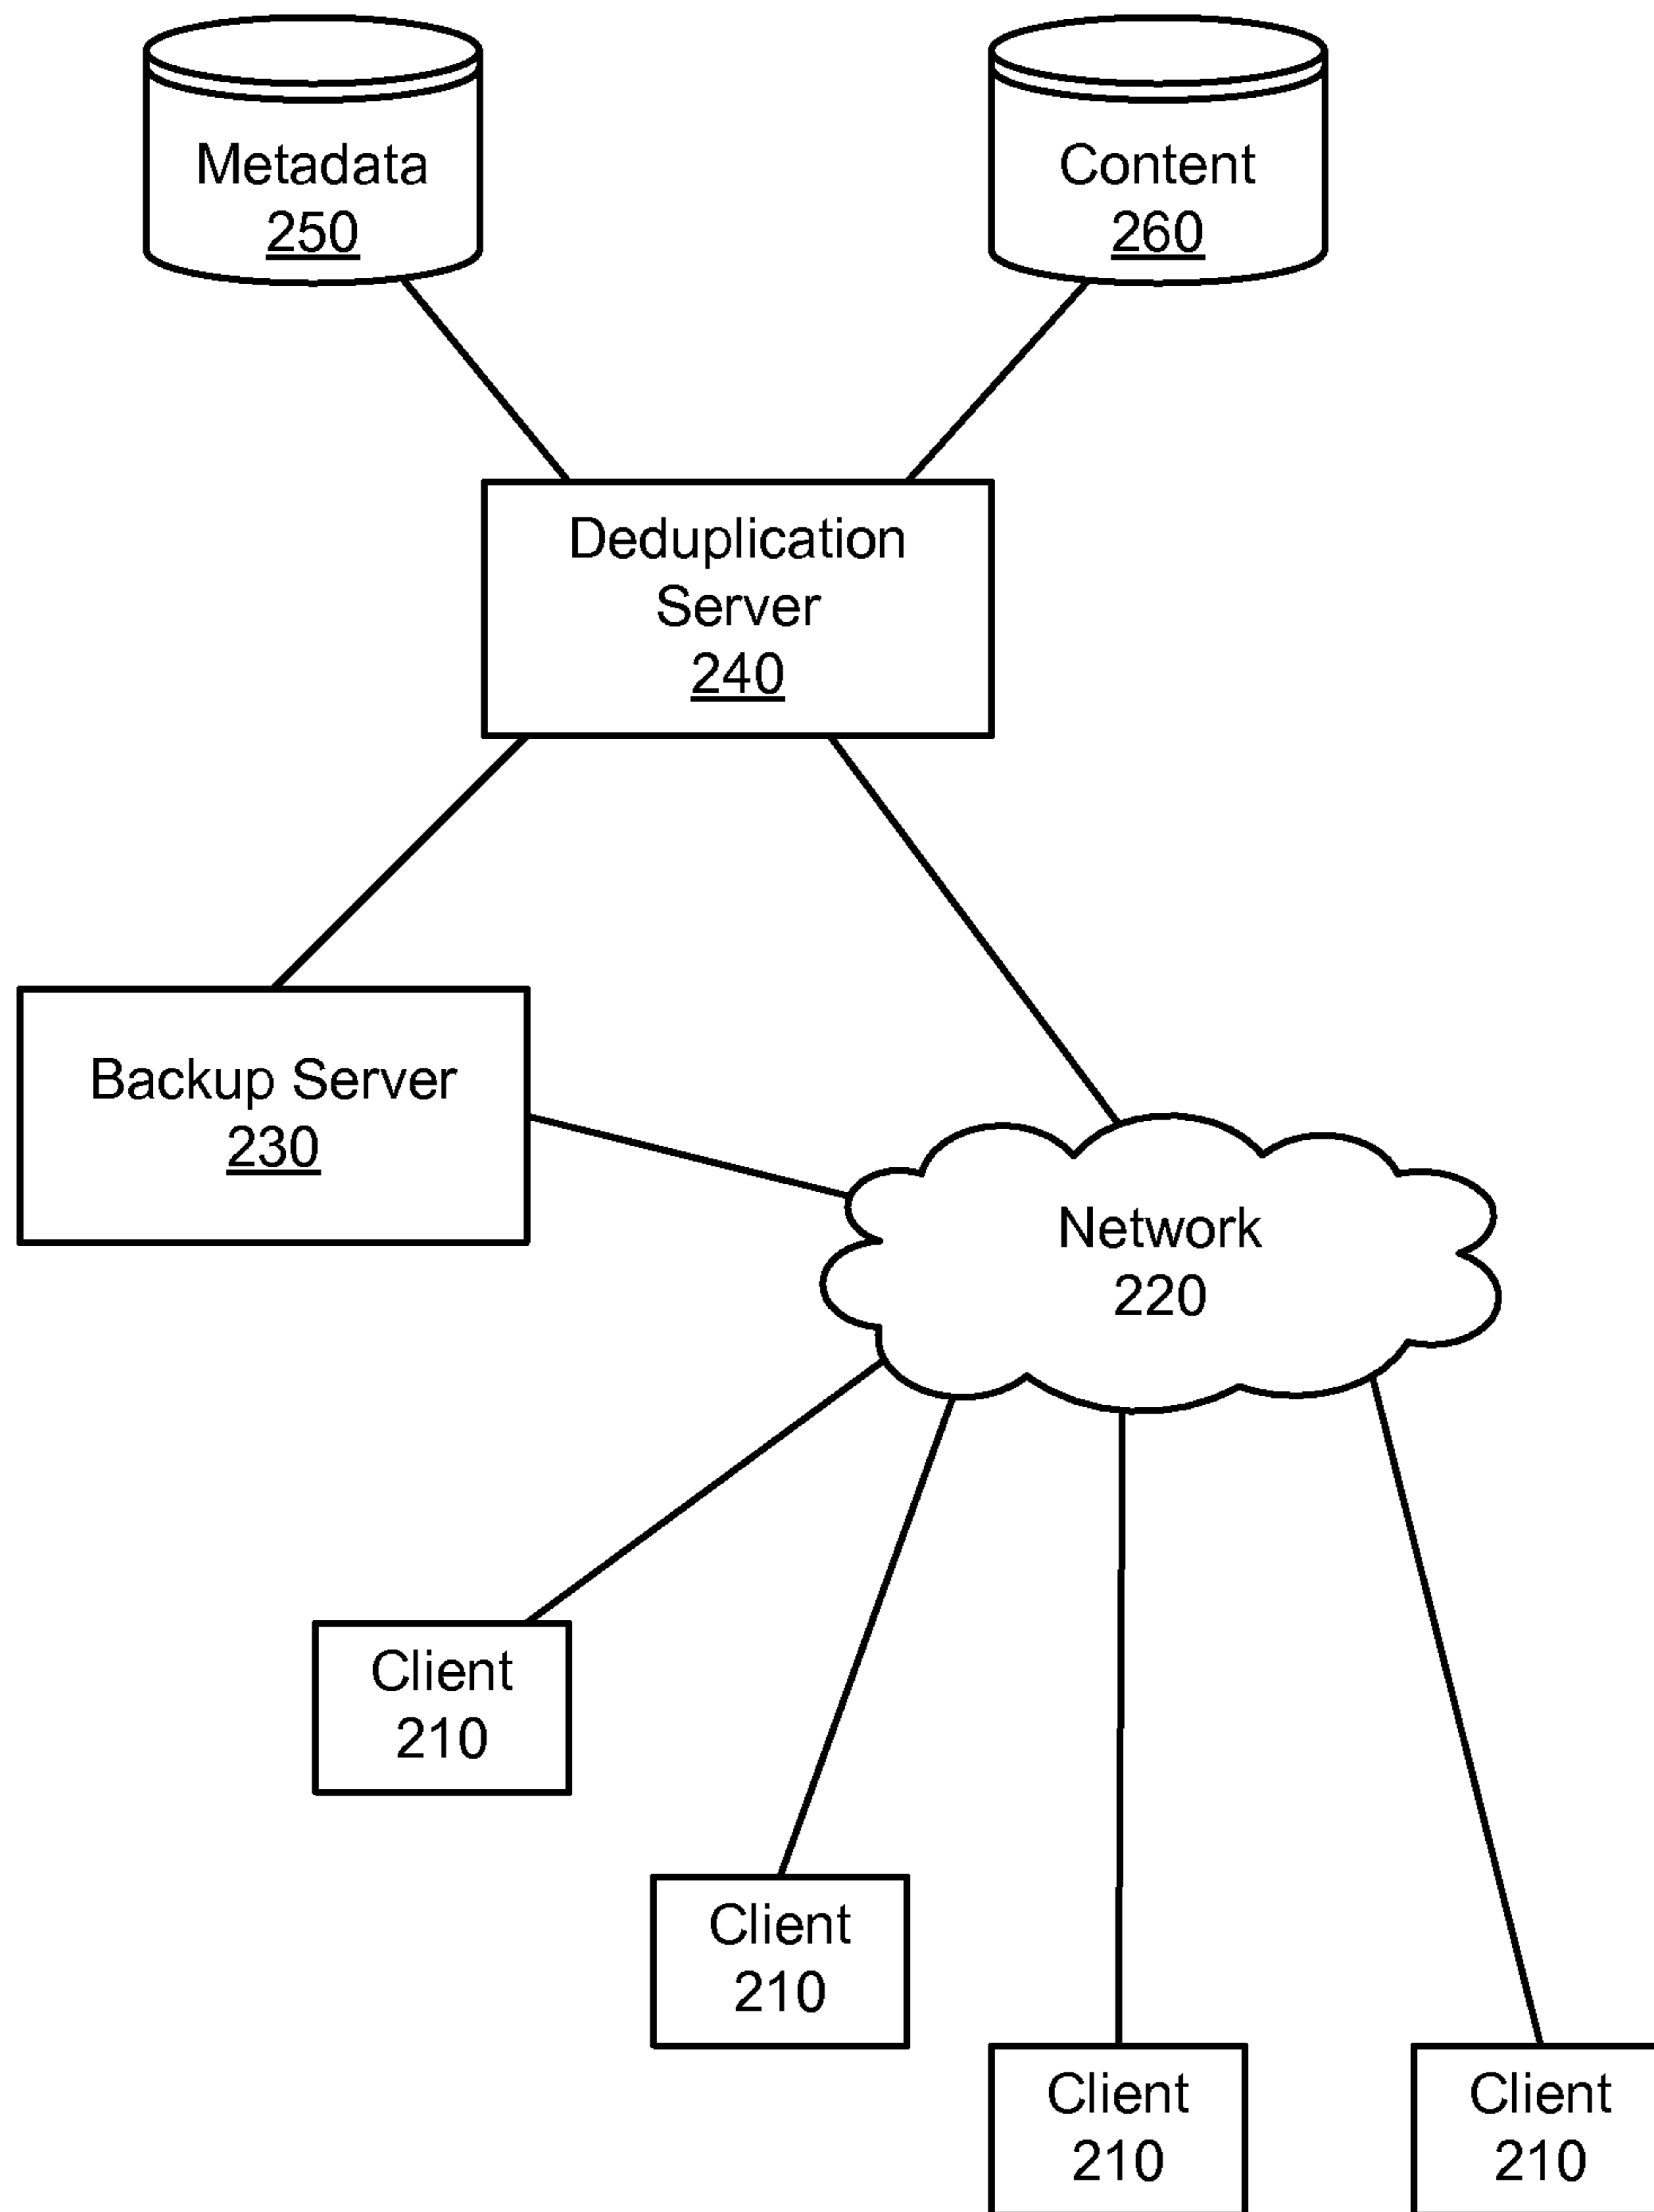 Metadata
250
Content
260
Deduplication
Server
240
Backup Server
230
Network
220
Client
210
Client
210
Client
210
Client
210